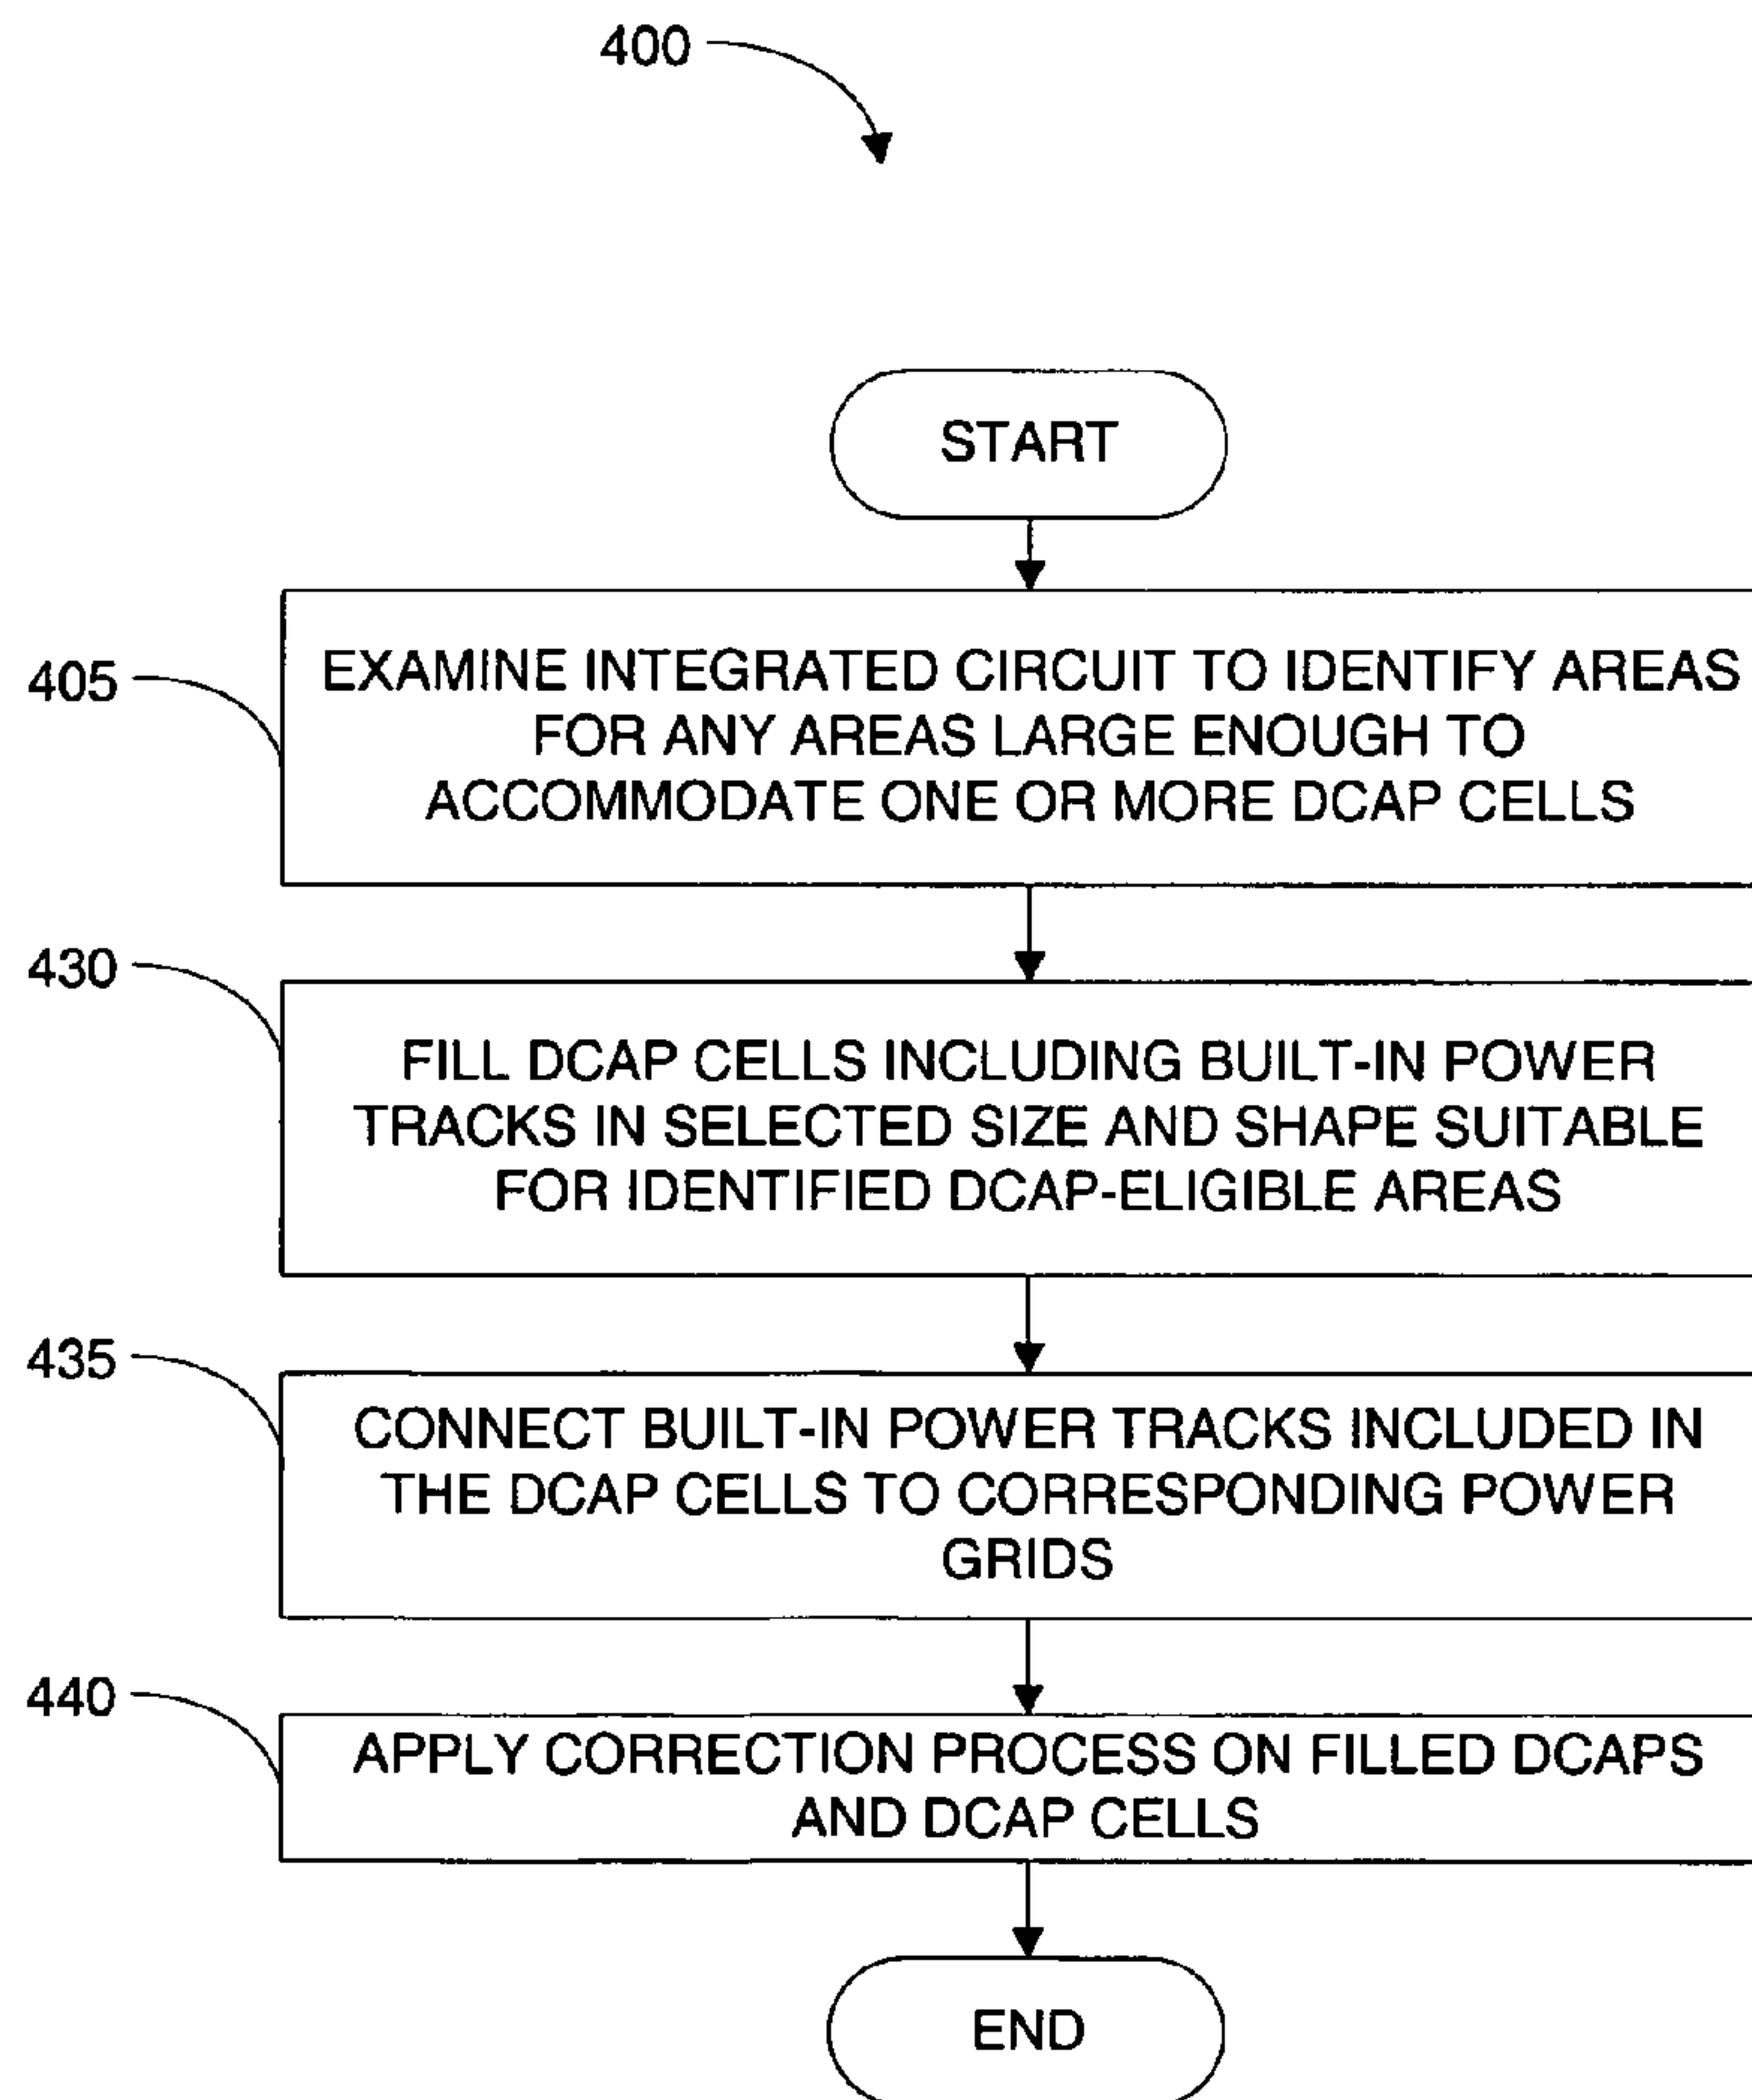 400
START
405
EXAMINE INTEGRATED CIRCUIT TO IDENTIFY AREAS
FOR ANY AREAS LARGE ENOUGH TO
ACCOMMODATE ONE OR MORE DCAP CELLS
430
FILL DCAP CELLS INCLUDING BUILT-IN POWER
TRACKS IN SELECTED SIZE AND SHAPE SUITABLE
FOR IDENTIFIED DCAP-ELIGIBLE AREAS
435
CONNECT BUILT-IN POWER TRACKS INCLUDED IN
THE DCAP CELLS TO CORRESPONDING POWER
GRIDS
440
APPLY CORRECTION PROCESS ON FILLED DCAPS
AND DCAP CELLS
END